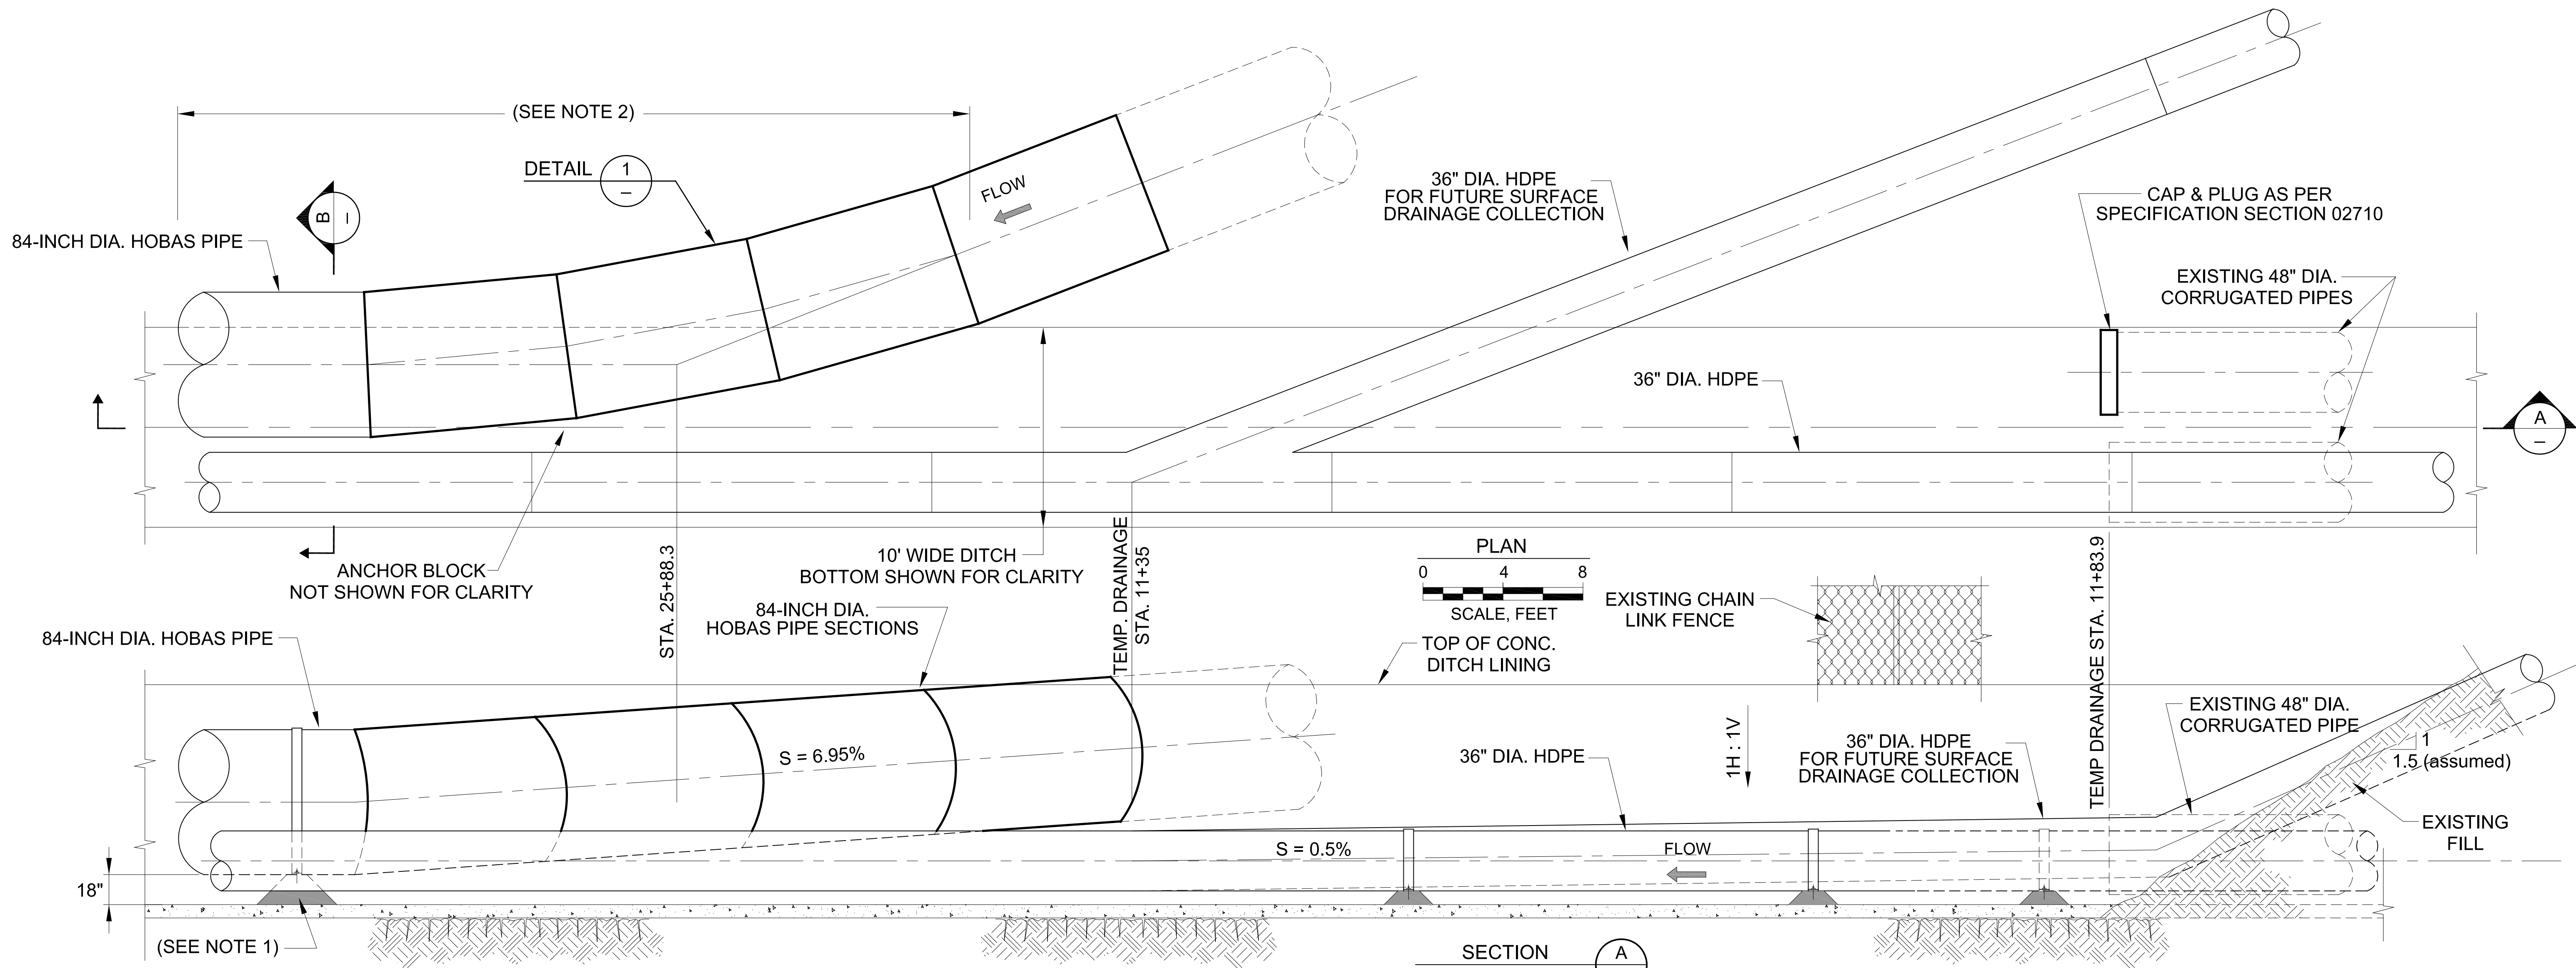 (SEE NOTE 2)
DETAIL
1
–
FLOW
B
–
84-INCH DIA. HOBAS PIPE
36" DIA. HDPE
FOR FUTURE SURFACE
DRAINAGE COLLECTION
CAP & PLUG AS PER
SPECIFICATION SECTION 02710
EXISTING 48" DIA.
CORRUGATED PIPES
36" DIA. HDPE
A
–
ANCHOR BLOCK
NOT SHOWN FOR CLARITY
STA. 25+88.3
10' WIDE DITCH
BOTTOM SHOWN FOR CLARITY
TEMP. DRAINAGE
STA. 11+35
PLAN
0 4 8
SCALE, FEET
EXISTING CHAIN
LINK FENCE
TEMP DRAINAGE STA. 11+83.9
84-INCH DIA. HOBAS PIPE
84-INCH DIA.
HOBAS PIPE SECTIONS
TOP OF CONC.
DITCH LINING
S = 6.95%
36" DIA. HDPE
1H : 1V
36" DIA. HDPE
FOR FUTURE SURFACE
DRAINAGE COLLECTION
EXISTING 48" DIA.
CORRUGATED PIPE
1
1.5 (assumed)
S = 0.5%
FLOW
EXISTING
FILL
18"
(SEE NOTE 1)
SECTION
A